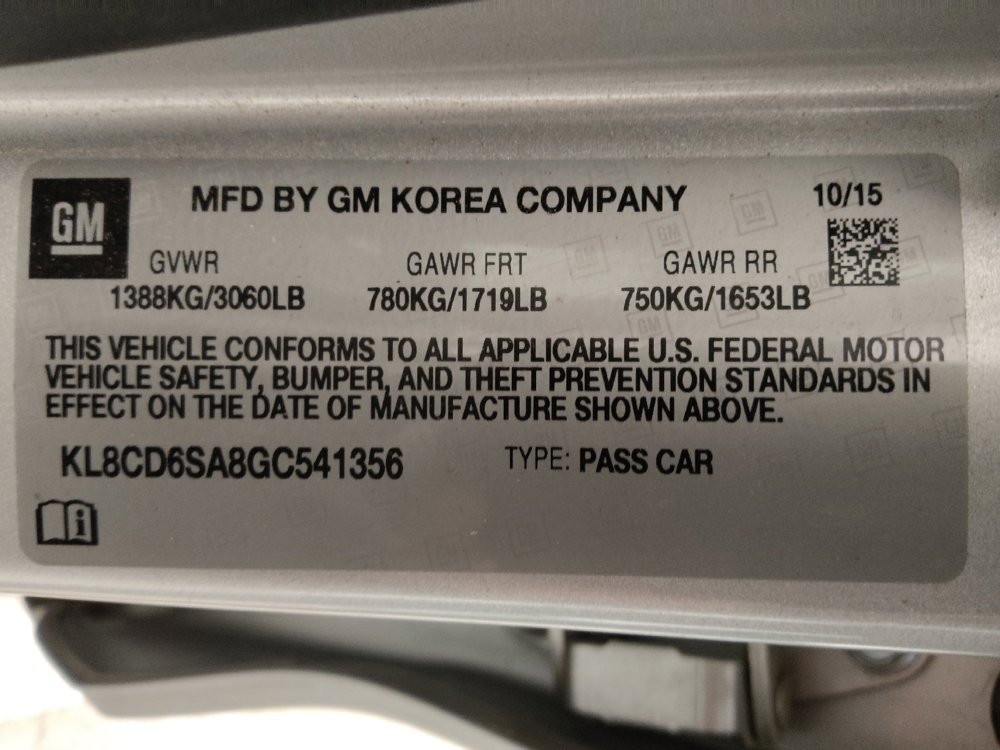 GM
MFD BY GM KOREA COMPANY
10/15
GVWR
1388KG/3060LB
GAWR FRT
780KG/1719LB
GAWR RR
750KG/1653LB
THIS VEHICLE CONFORMS TO ALL APPLICABLE U.S. FEDERAL MOTOR
VEHICLE SAFETY, BUMPER, AND THEFT PREVENTION STANDARDS IN
EFFECT ON THE DATE OF MANUFACTURE SHOWN ABOVE.
KL8CD6SA8GC541356
TYPE: PASS CAR
i